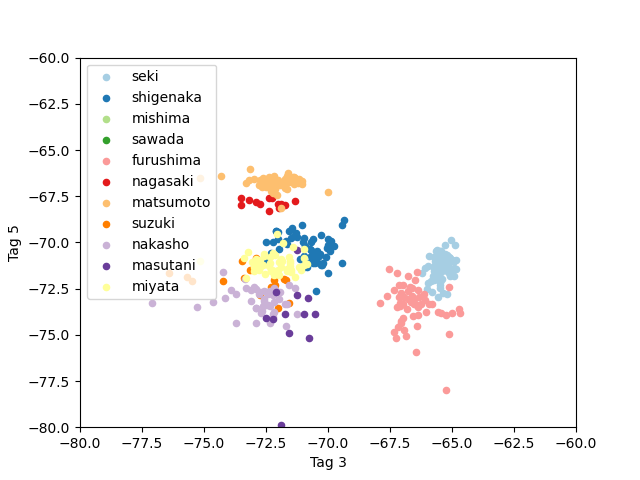 −60.0
−62.5
−65.0
−67.5
−70.0
−72.5
−75.0
−77.5
−80.0
Tag 5
seki
shigenaka
mishima
sawada
furushima
nagasaki
matsumoto
suzuki
nakasho
masutani
miyata
−80.0 −77.5 −75.0 −72.5 −70.0 −67.5 −65.0 −62.5 −60.0
Tag 3